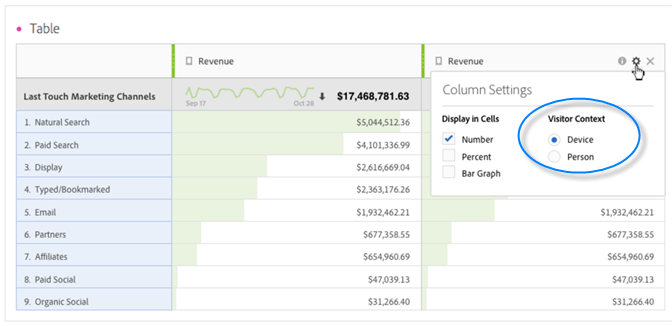 Table
Revenue
Revenue
Last Touch Marketing Channels
Sep 17
Oct 28
$17,468,781.63
Column Settings
Display in Cells
Visitor Context
Number
Device
Percent
Person
Bar Graph
1. Natural Search $5,044,512.36
2. Paid Search $4,101,336.99
3. Display $2,616,669.04
4. Typed/Bookmarked $2,363,176.26
5. Email $1,932,462.21 $1,932,462.21
6. Partners $677,358.55 $677,358.55
7. Affiliates $654,960.69 $654,960.69
8. Paid Social $47,039.13 $47,039.13
9. Organic Social $31,266.40 $31,266.40